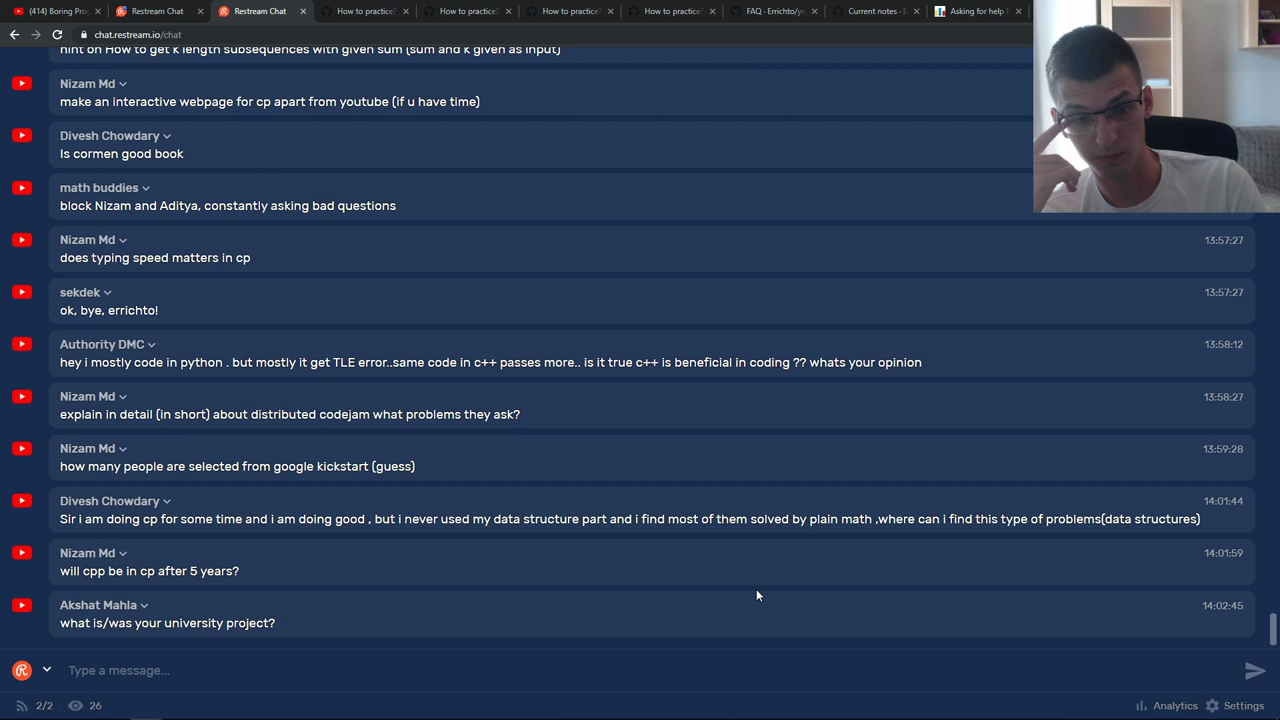 (414) Boring Pro
Restream Chat
Restream Chat
How to practice
How to practice
How to practice
How to practice
FAQ - Errichto/yo
Current notes - E
Asking for help
chat.restream.io/chat
hint on How to get k length subsequences with given sum (sum and k given as input)
Nizam Md
make an interactive webpage for cp apart from youtube (if u have time)
Divesh Chowdary
Is cormen good book
math buddies
block Nizam and Aditya, constantly asking bad questions
Nizam Md
13:57:27
does typing speed matters in cp
sekdek
13:57:27
ok, bye, errichto!
Authority DMC
13:58:12
hey i mostly code in python . but mostly it get TLE error..same code in c++ passes more.. is it true c++ is beneficial in coding ?? whats your opinion
Nizam Md
13:58:27
explain in detail (in short) about distributed codejam what problems they ask?
Nizam Md
13:59:28
how many people are selected from google kickstart (guess)
Divesh Chowdary
14:01:44
Sir i am doing cp for some time and i am doing good , but i never used my data structure part and i find most of them solved by plain math ,where can i find this type of problems(data structures)
Nizam Md
14:01:59
will cpp be in cp after 5 years?
Akshat Mahla
14:02:45
what is/was your university project?
Type a message...
2/2
26
Analytics
Settings